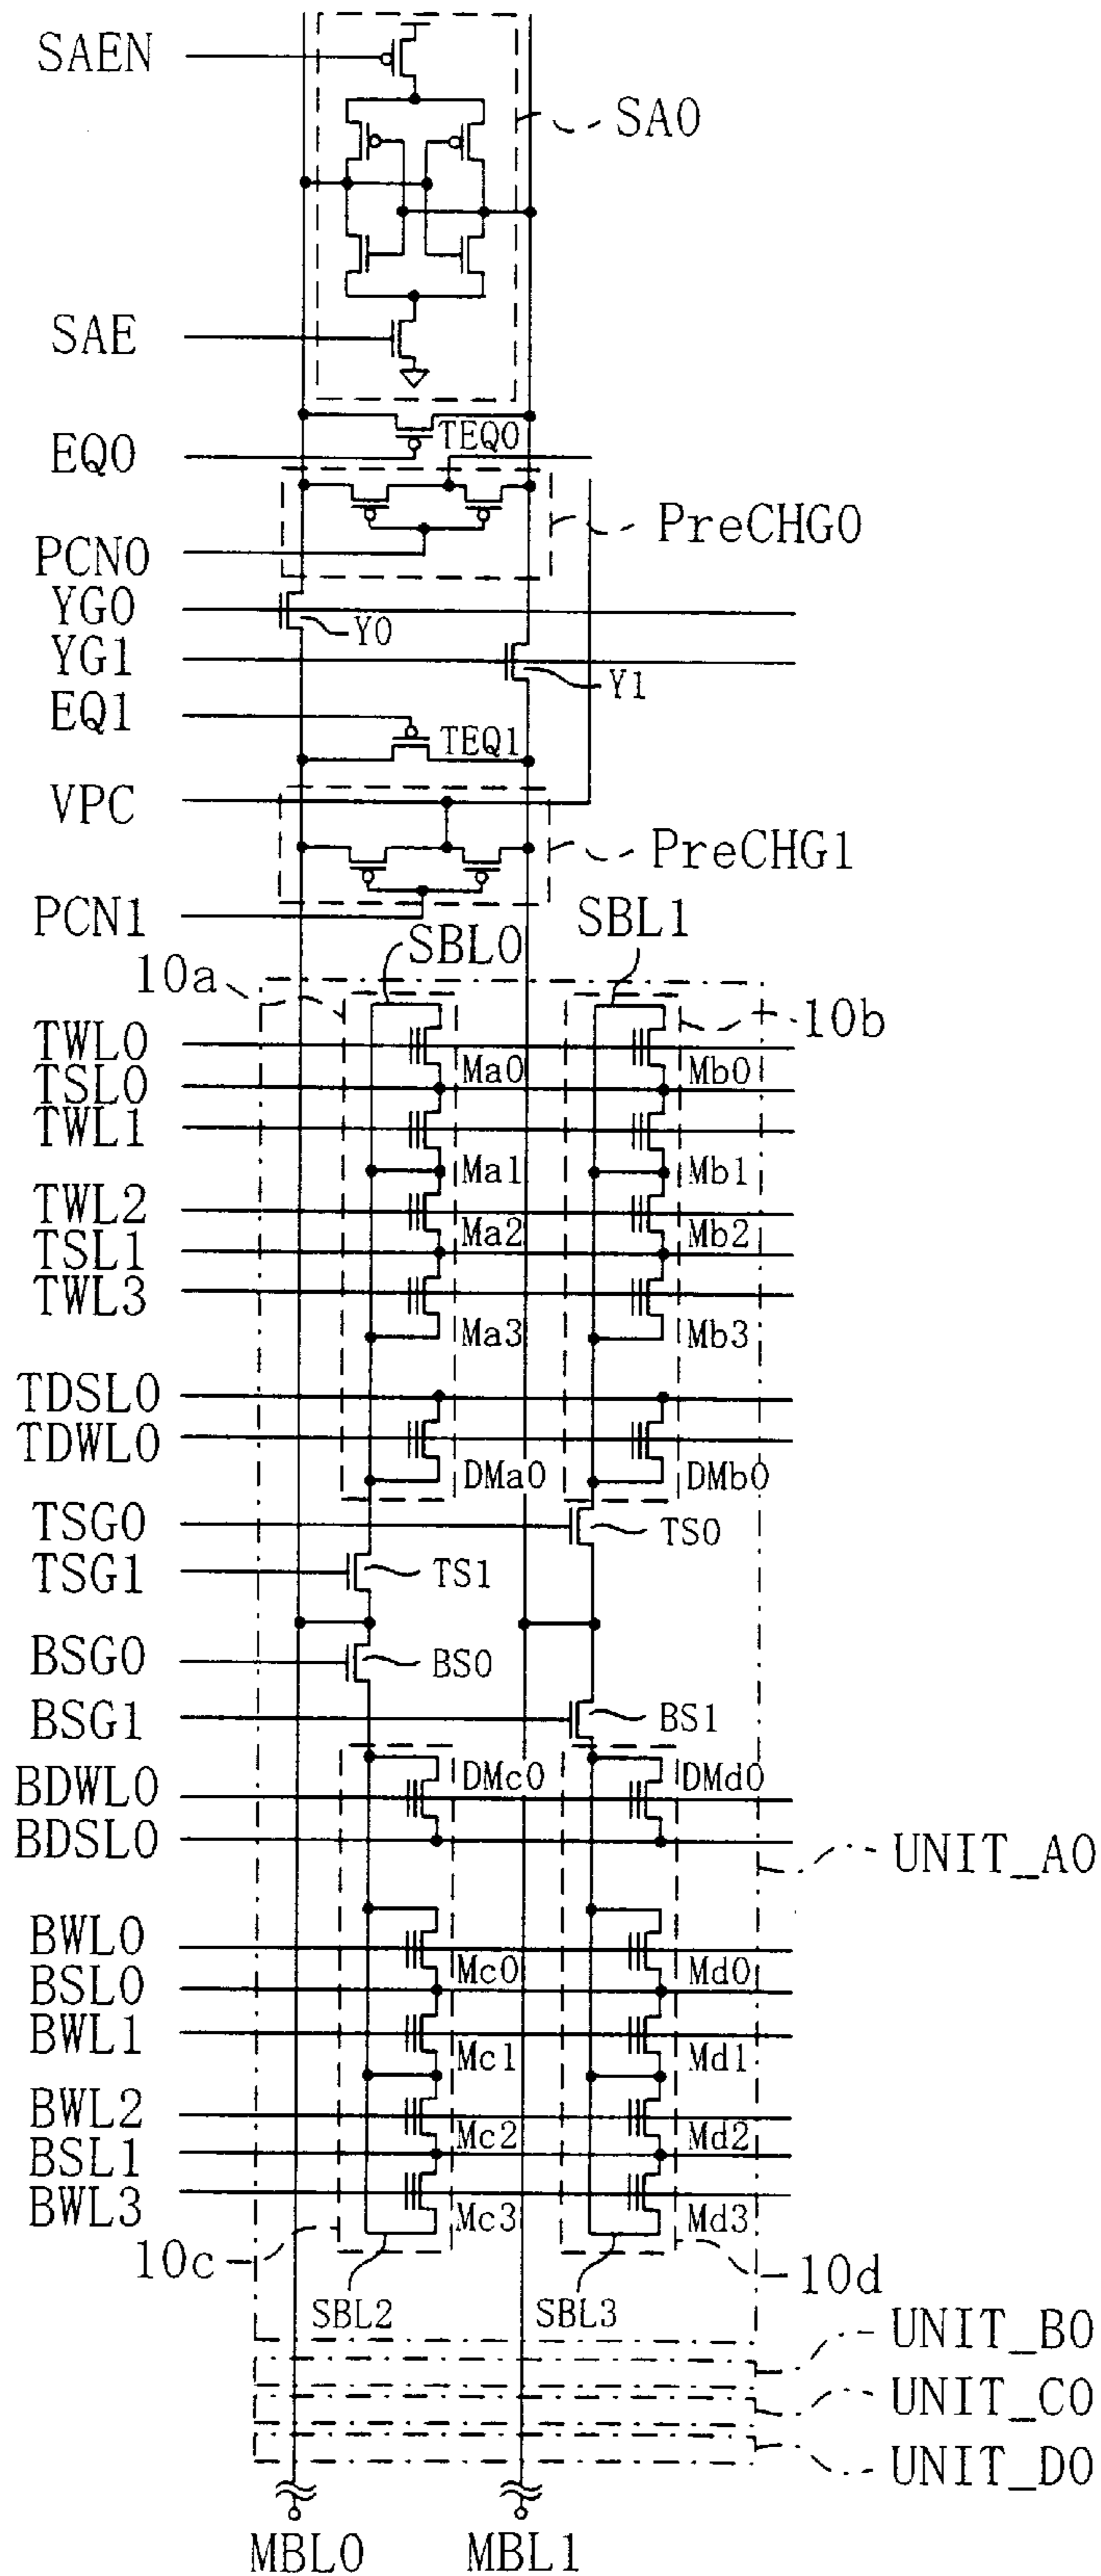 SAEN
SA0
SAE
EQ0
TEQ0
PreCHG0
PCN0
YG0
Y0
YG1
Y1
EQ1
TEQ1
VPC
PreCHG1
PCN1
SBL0
SBL1
10a
10b
TWL0
Ma0
Mb0
TSL0
TWL1
Ma1
Mb1
TWL2
Ma2
Mb2
TSL1
TWL3
Ma3
Mb3
TDSL0
TDWL0
DMa0
DMb0
TSG0
TS0
TSG1
TS1
BSG0
BS0
BSG1
BS1
DMc0
DMd0
BDWL0
BDSL0
UNIT_A0
BWL0
Mc0
Md0
BSL0
BWL1
Mc1
Md1
BWL2
Mc2
Md2
BSL1
BWL3
Mc3
Md3
10c
10d
SBL2
SBL3
UNIT_B0
UNIT_C0
UNIT_D0
MBL0
MBL1